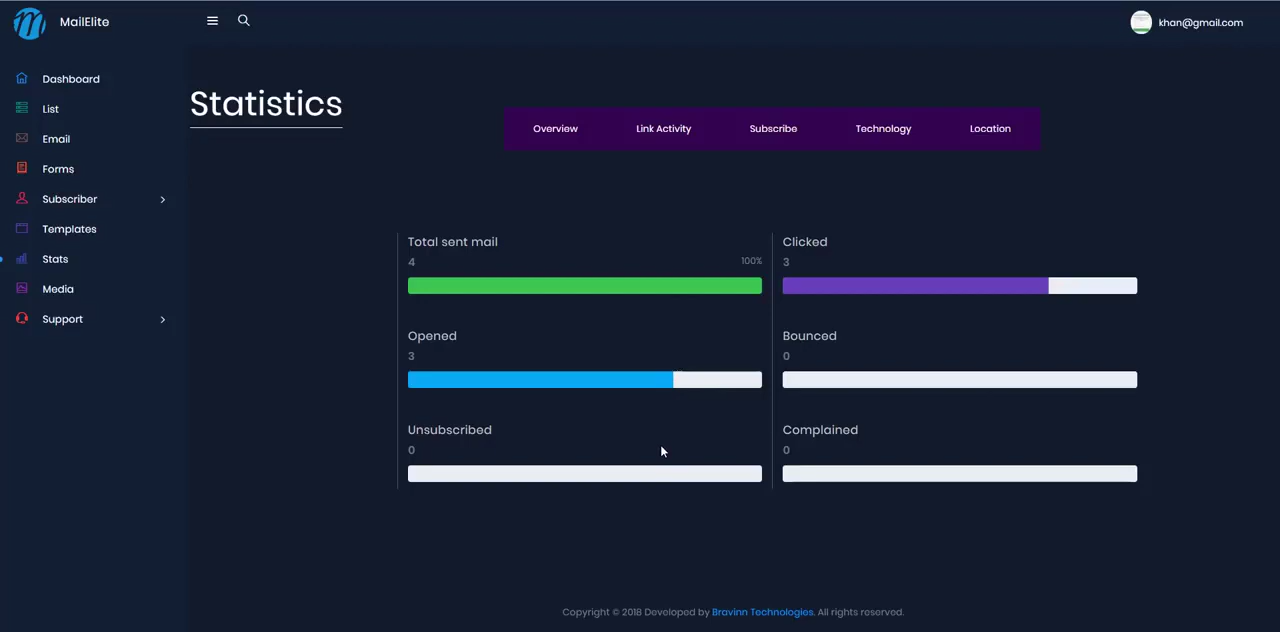 MailElite
khan@gmail.com
Dashboard
List
Email
Forms
Subscriber
Templates
Stats
Media
Support
Statistics
Overview Link Activity Subscribe Technology Location
Total sent mail
4 100%
Opened
3
Unsubscribed
0
Clicked
3
Bounced
0
Complained
0
Copyright © 2018 Developed by Bravinn Technologies. All rights reserved.